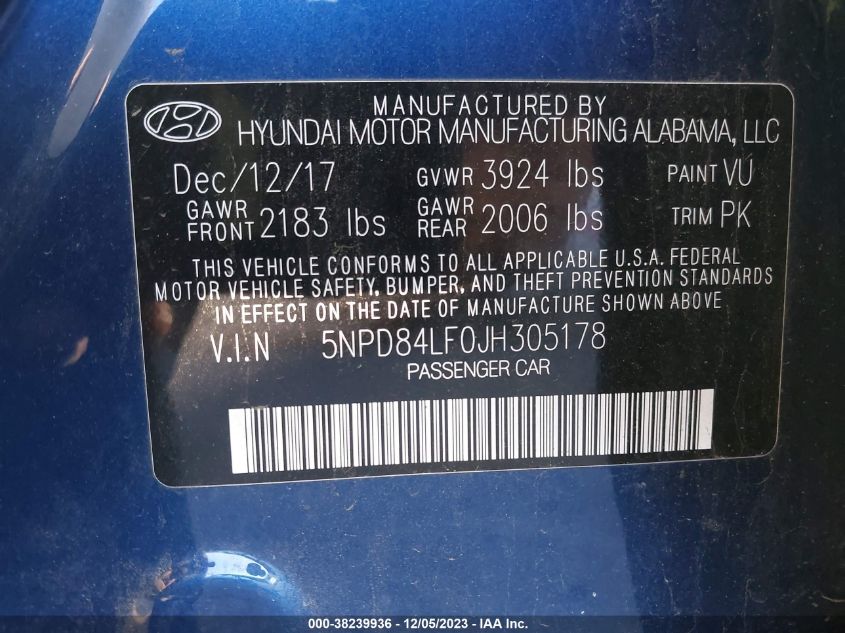 MANUFACTURED BY
HYUNDAI MOTOR MANUFACTURING ALABAMA, LLC
Dec/12/17 GVWR 3924 lbs PAINT VU
GAWR FRONT 2183 lbs GAWR REAR 2006 lbs TRIM PK
THIS VEHICLE CONFORMS TO ALL APPLICABLE U.S.A. FEDERAL
MOTOR VEHICLE SAFETY, BUMPER, AND THEFT PREVENTION STANDARDS
IN EFFECT ON THE DATE OF MANUFACTURE SHOWN ABOVE
V.I.N 5NPD84LF0JH305178
PASSENGER CAR
000-38239936 - 12/05/2023 - IAA Inc.